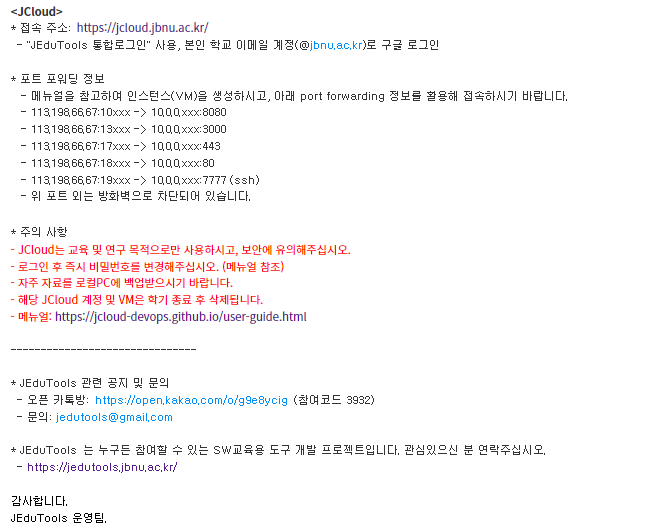 <JCloud>
* 접속 주소: https://jcloud.jbnu.ac.kr/
- "JEduTools 통합로그인" 사용, 본인 학교 이메일 계정(@jbnu.ac.kr)로 구글 로그인
* 포트 포워딩 정보
- 메뉴얼을 참고하여 인스턴스(VM)을 생성하시고, 아래 port forwarding 정보를 활용해 접속하시기 바랍니다.
- 113.198.66.67:10xxx -> 10.0.0.xxx:8080
- 113.198.66.67:13xxx -> 10.0.0.xxx:3000
- 113.198.66.67:17xxx -> 10.0.0.xxx:443
- 113.198.66.67:18xxx -> 10.0.0.xxx:80
- 113.198.66.67:19xxx -> 10.0.0.xxx:7777 (ssh)
- 위 포트 외는 방화벽으로 차단되어 있습니다.
* 주의 사항
- JCloud는 교육 및 연구 목적으로만 사용하시고, 보안에 유의해주십시오.
- 로그인 후 즉시 비밀번호를 변경해주십시오. (메뉴얼 참조)
- 자주 자료를 로컬PC에 백업받으시기 바랍니다.
- 해당 JCloud 계정 및 VM은 학기 종료 후 삭제됩니다.
- 메뉴얼: https://jcloud-devops.github.io/user-guide.html
-------------------------------
* JEduTools 관련 공지 및 문의
- 오픈 카톡방: https://open.kakao.com/o/g9e8ycig (참여코드 3932)
- 문의: jedutools@gmail.com
* JEduTools 는 누구든 참여할 수 있는 SW교육용 도구 개발 프로젝트입니다. 관심있으신 분 연락주십시오.
- https://jedutools.jbnu.ac.kr/
감사합니다.
JEduTools 운영팀.